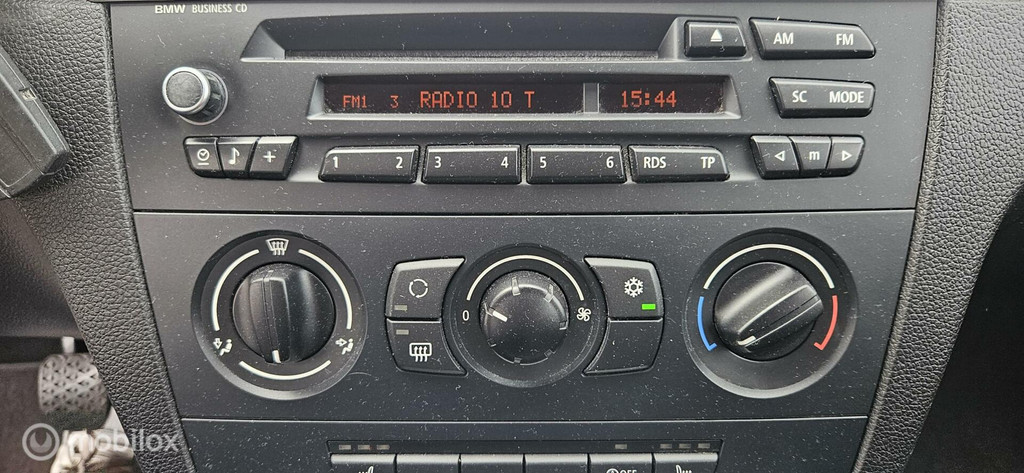 BMW BUSINESS CD
AM FM
FM1 3 RADIO 10 T 15:44
SC MODE
1 2 3 4 5 6 RDS TP m
0
OFF
mobilox